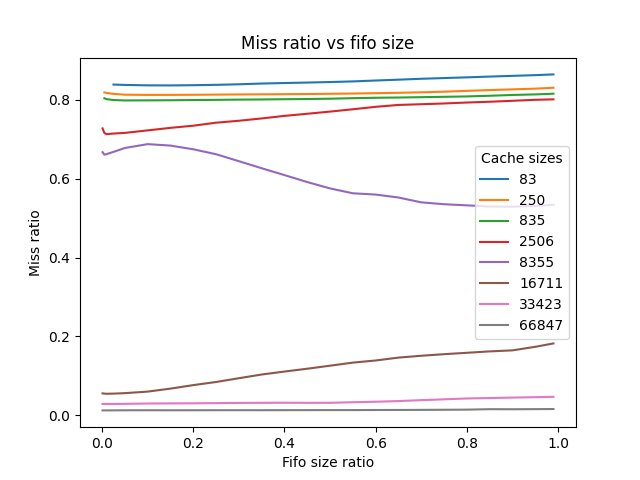 Miss ratio vs fifo size
Miss ratio
0.8
0.6
0.4
0.2
0.0
Cache sizes
83
250
835
2506
8355
16711
33423
66847
0.0 0.2 0.4 0.6 0.8 1.0
Fifo size ratio